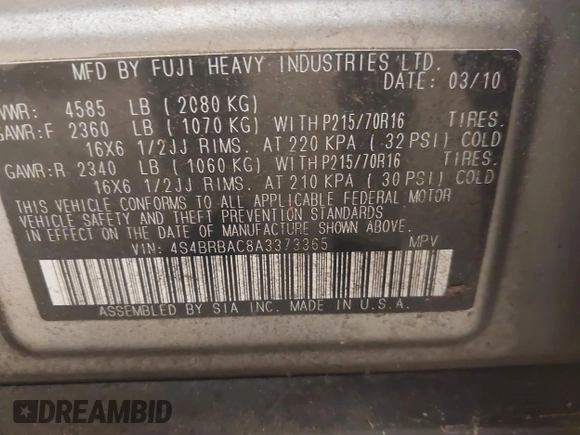 MFD BY FUJI HEAVY INDUSTRIES LTD.
DATE: 03/10
VWR: 4585 LB ( 2080 KG)
GAWR:F 2360 LB ( 1070 KG) WITH P215/70R16 TIRES.
16X6 1/2JJ RIMS. AT 220 KPA ( 32 PSI) COLD
GAWR:R 2340 LB ( 1060 KG) WITH P215/70R16 TIRES.
16X6 1/2JJ RIMS. AT 210 KPA ( 30 PSI) COLD
THIS VEHICLE CONFORMS TO ALL APPLICABLE FEDERAL MOTOR
VEHICLE SAFETY AND THEFT PREVENTION STANDARDS
IN EFFECT ON THE DATE OF MANUFACTURE SHOWN ABOVE.
VIN: 4S4BRBAC8A3373365 MPV
ASSEMBLED BY SIA INC. MADE IN U.S.A.
DREAMBID